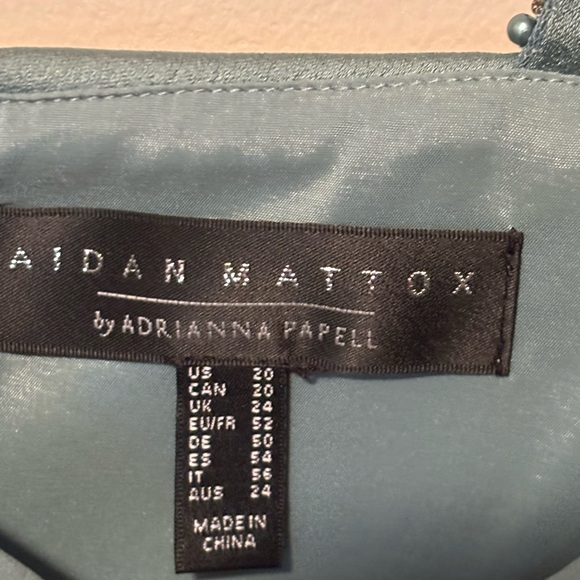 AIDAN MATTOX
by ADRIANNA PAPELL
US 20
CAN 20
UK 24
EU/FR 52
DE 50
ES 54
IT 56
AUS 24
MADE IN
CHINA